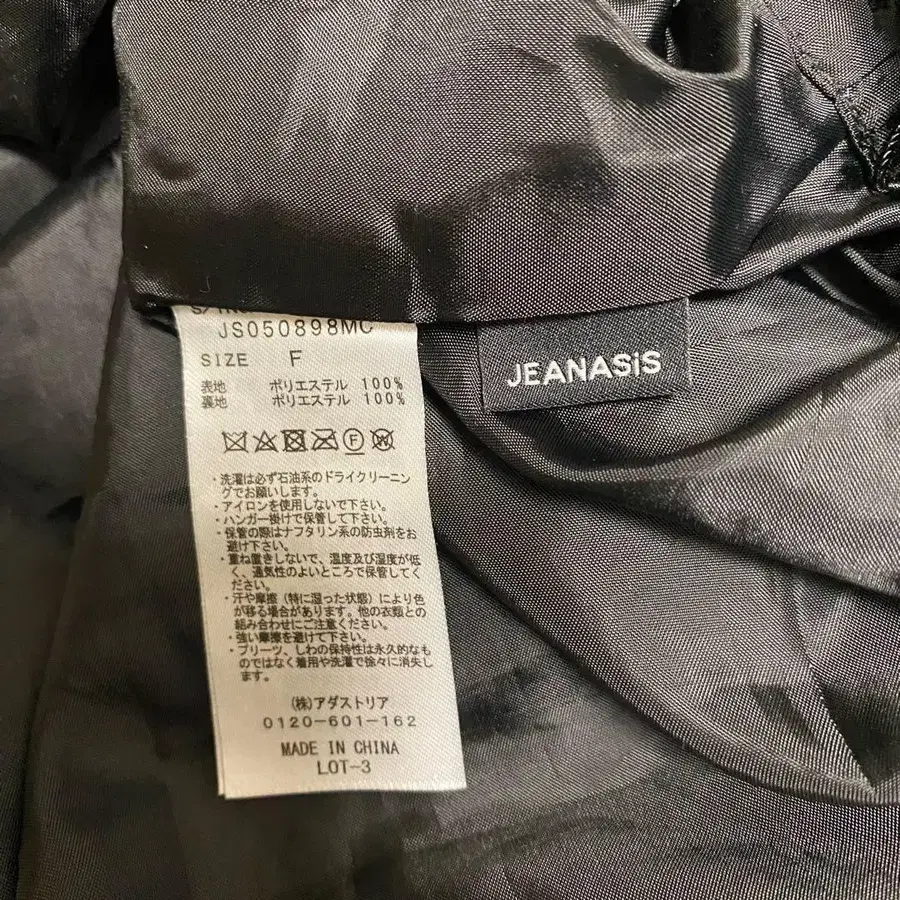 JS050898MC
SIZE F
表地 ポリエステル 100%
裏地 ポリエステル 100%
F W
・洗濯は必ず石油系のドライクリーニン
グでお願いします。
・アイロンを使用しないで下さい。
・ハンガー掛けで保管して下さい。
・保管の際はナフタリン系の防虫剤をお
避け下さい。
・重ね置きしないで、温度及び湿度が低
く、通気性のよいところで保管してく
ださい。
・汗や摩擦（特に湿った状態）により色
が移る場合があります。他の衣類との
組み合わせにご注意ください。
・強い摩擦を避けて下さい。
・プリーツ、しわの保持性は永久的なも
のではなく着用や洗濯で徐々に消失し
ます。
(株)アダストリア
0120-601-162
MADE IN CHINA
LOT-3
JEANASiS